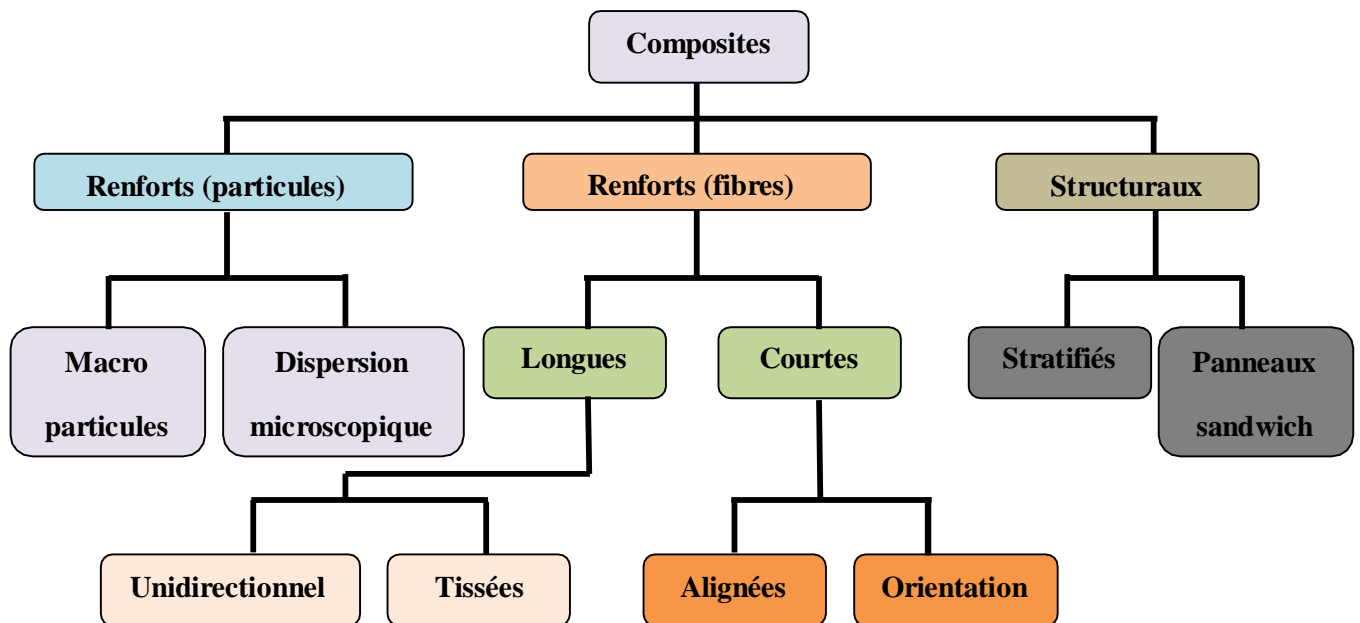 Composites
Renforts (particules)
Renforts (fibres)
Structuraux
Macro
particules
Dispersion
microscopique
Longues
Courtes
Stratifiés
Panneaux
sandwich
Unidirectionnel
Tissées
Alignées
Orientation